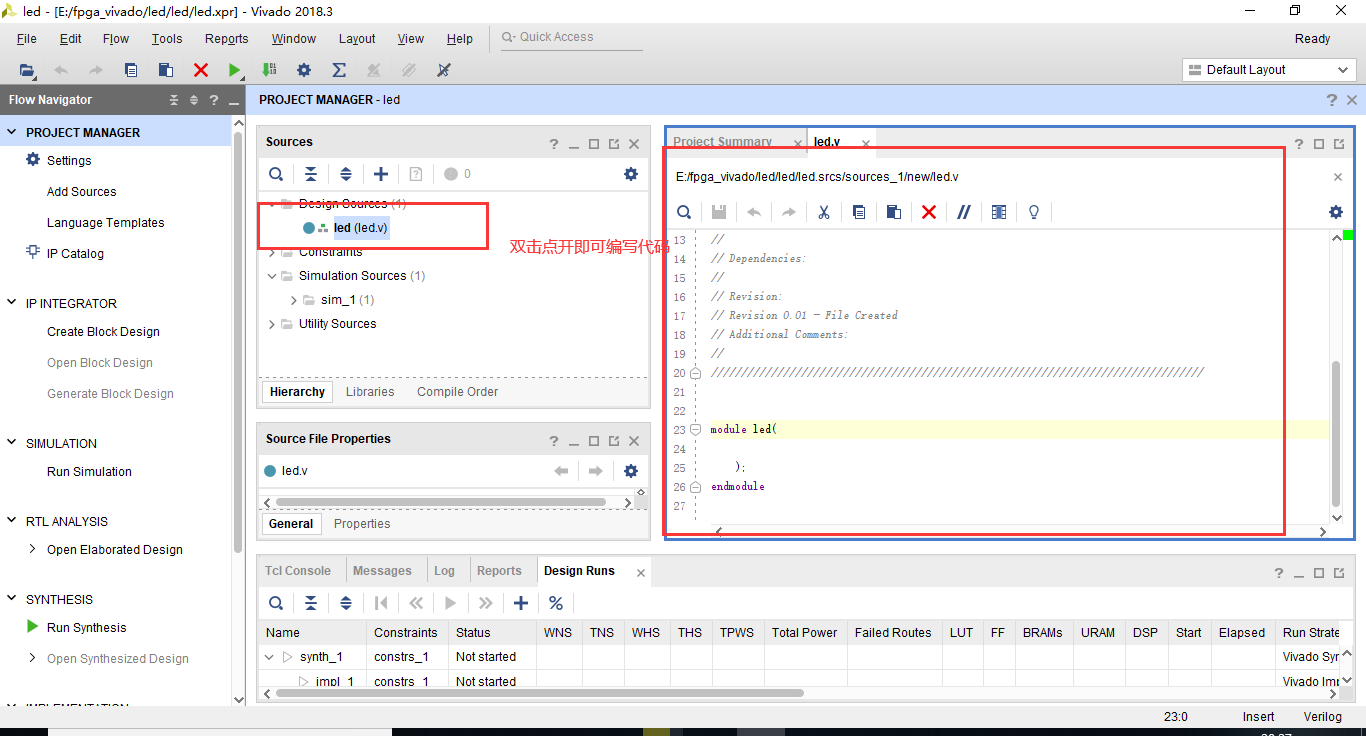 led - [E:/fpga_vivado/led/led/led.xpr] - Vivado 2018.3
File Edit Flow Tools Reports Window Layout View Help Quick Access Ready
Default Layout
Flow Navigator
PROJECT MANAGER
Settings
Add Sources
Language Templates
IP Catalog
IP INTEGRATOR
Create Block Design
Open Block Design
Generate Block Design
SIMULATION
Run Simulation
RTL ANALYSIS
Open Elaborated Design
SYNTHESIS
Run Synthesis
Open Synthesized Design
IMPLEMENTATION
PROJECT MANAGER - led
Sources
0
Design Sources (1)
led (led.v)
Constraints
Simulation Sources (1)
sim_1 (1)
Utility Sources
Hierarchy Libraries Compile Order
双击点开即可编写代码
Source File Properties
led.v
General Properties
Project Summary led.v
E:/fpga_vivado/led/led/led.srcs/sources_1/new/led.v
13 //
14 // Dependencies:
15 //
16 // Revision:
17 // Revision 0.01 - File Created
18 // Additional Comments:
19 //
20 //////////////////////////////////////////////////////////////////////////////////
21
22
23 module led(
24
25 );
26 endmodule
27
Tcl Console Messages Log Reports Design Runs
Name Constraints Status WNS TNS WHS THS TPWS Total Power Failed Routes LUT FF BRAMs URAM DSP Start Elapsed Run Strate
synth_1 constrs_1 Not started Vivado Syn
impl_1 constrs_1 Not started Vivado Imp
23:0 Insert Verilog